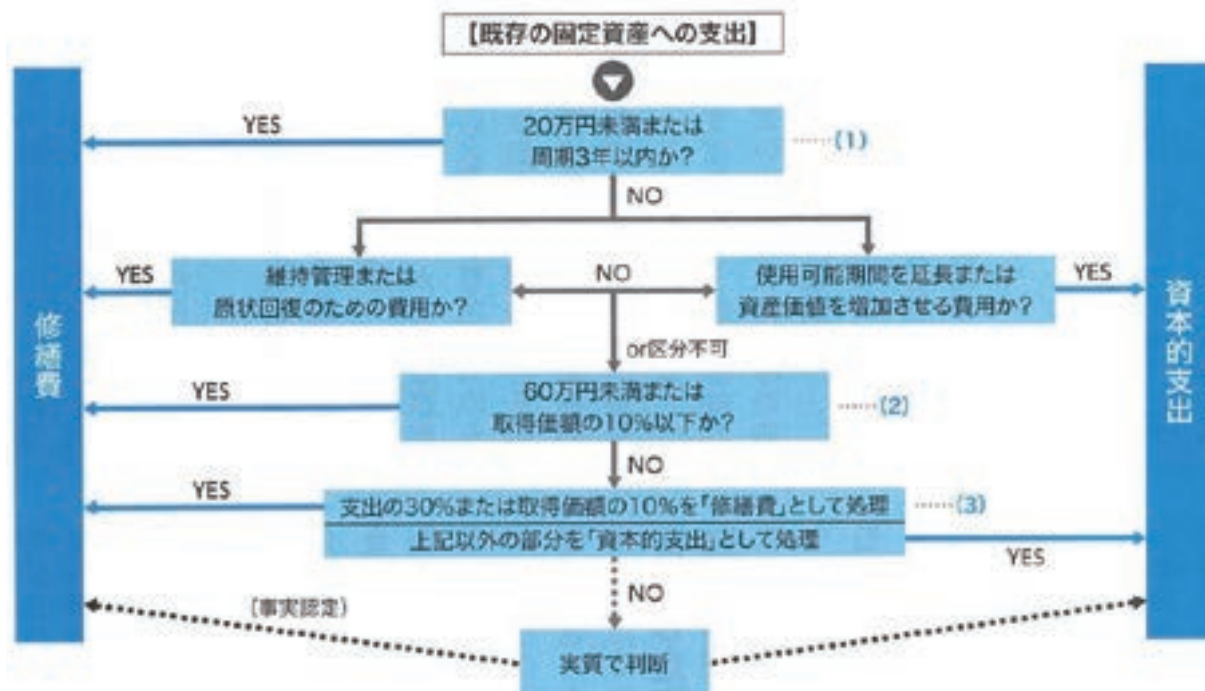 【既存の固定資産への支出】
YES
20万円未満または
周期3年以内か？
……(1)
NO
YES
維持管理または
原状回復のための費用か？
NO
使用可能期間を延長または
資産価値を増加させる費用か？
YES
修繕費
資本的支出
or区分不可
YES
60万円未満または
取得価額の10%以下か？
……(2)
NO
YES
支出の30%または取得価額の10%を「修繕費」として処理
……(3)
上記以外の部分を「資本的支出」として処理
YES
NO
(事実認定)
実質で判断